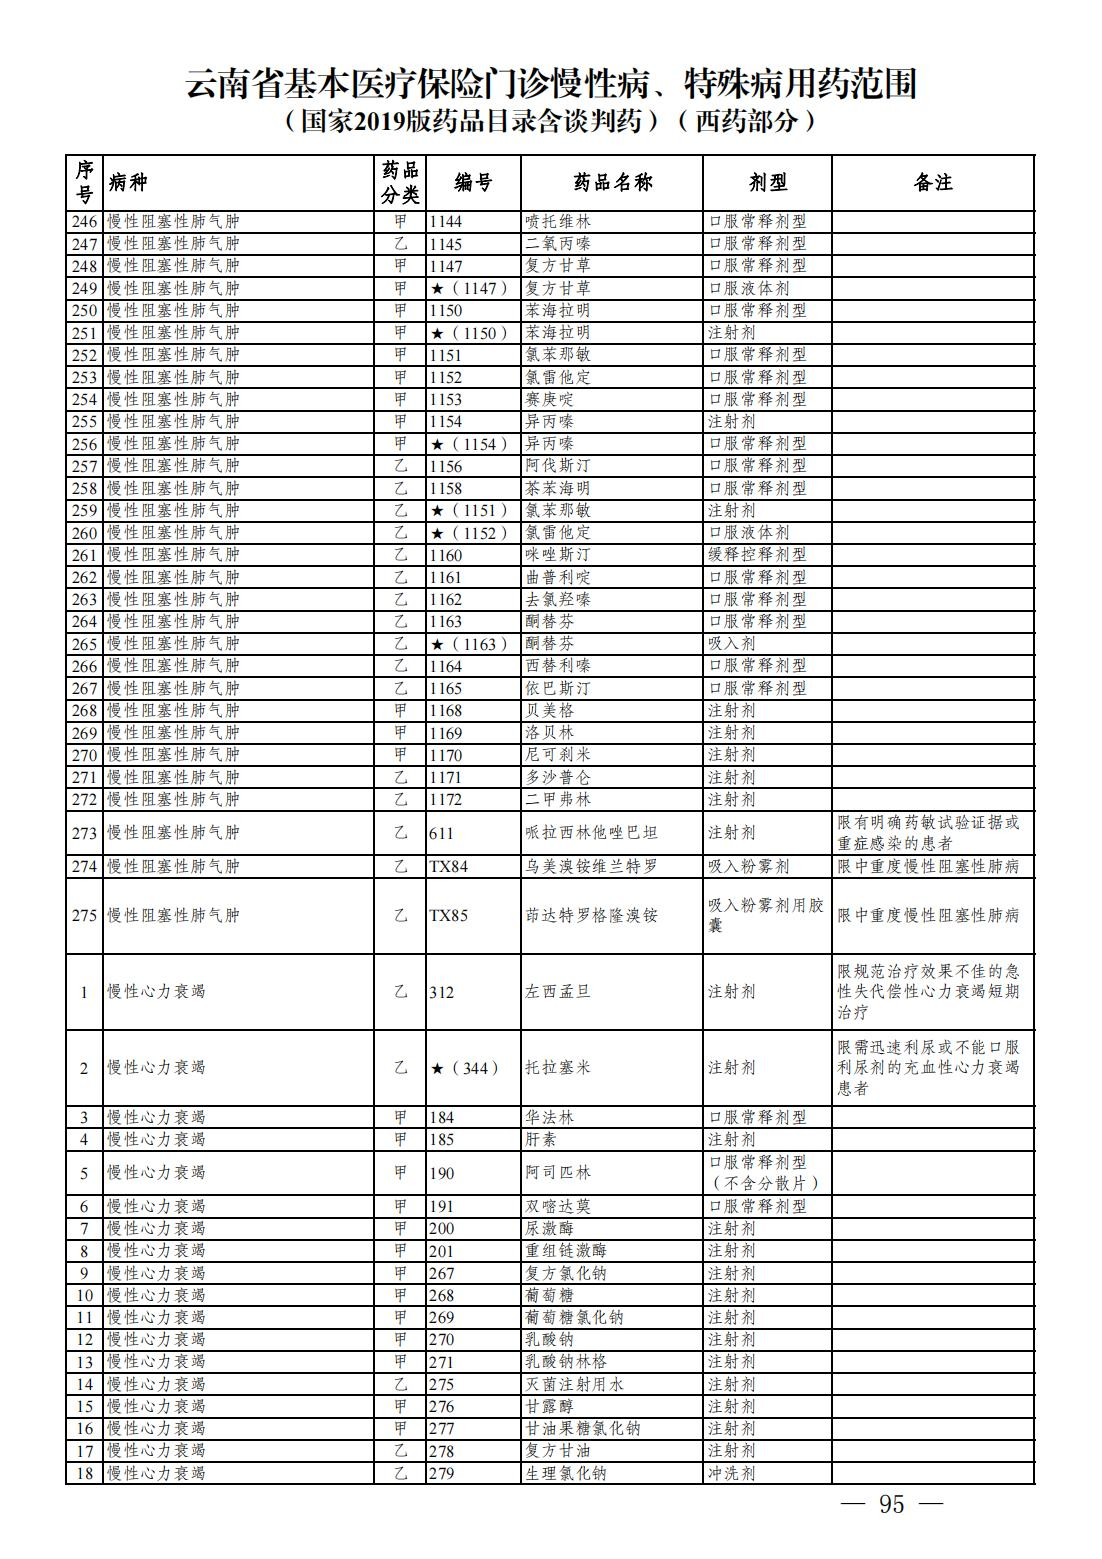 云南省基本医疗保险门诊慢性病、特殊病用药范围
（国家2019版药品目录含谈判药）（西药部分）
序号 病种 药品分类 编号 药品名称 剂型 备注
246 慢性阻塞性肺气肿 甲 1144 喷托维林 口服常释剂型
247 慢性阻塞性肺气肿 乙 1145 二氧丙嗪 口服常释剂型
248 慢性阻塞性肺气肿 甲 1147 复方甘草 口服常释剂型
249 慢性阻塞性肺气肿 甲 ★（1147） 复方甘草 口服液体剂
250 慢性阻塞性肺气肿 甲 1150 苯海拉明 口服常释剂型
251 慢性阻塞性肺气肿 甲 ★（1150） 苯海拉明 注射剂
252 慢性阻塞性肺气肿 甲 1151 氯苯那敏 口服常释剂型
253 慢性阻塞性肺气肿 甲 1152 氯雷他定 口服常释剂型
254 慢性阻塞性肺气肿 甲 1153 赛庚啶 口服常释剂型
255 慢性阻塞性肺气肿 甲 1154 异丙嗪 注射剂
256 慢性阻塞性肺气肿 甲 ★（1154） 异丙嗪 口服常释剂型
257 慢性阻塞性肺气肿 乙 1156 阿伐斯汀 口服常释剂型
258 慢性阻塞性肺气肿 乙 1158 茶苯海明 口服常释剂型
259 慢性阻塞性肺气肿 乙 ★（1151） 氯苯那敏 注射剂
260 慢性阻塞性肺气肿 乙 ★（1152） 氯雷他定 口服液体剂
261 慢性阻塞性肺气肿 乙 1160 咪唑斯汀 缓释控释剂型
262 慢性阻塞性肺气肿 乙 1161 曲普利啶 口服常释剂型
263 慢性阻塞性肺气肿 乙 1162 去氯羟嗪 口服常释剂型
264 慢性阻塞性肺气肿 乙 1163 酮替芬 口服常释剂型
265 慢性阻塞性肺气肿 乙 ★（1163） 酮替芬 吸入剂
266 慢性阻塞性肺气肿 乙 1164 西替利嗪 口服常释剂型
267 慢性阻塞性肺气肿 乙 1165 依巴斯汀 口服常释剂型
268 慢性阻塞性肺气肿 甲 1168 贝美格 注射剂
269 慢性阻塞性肺气肿 甲 1169 洛贝林 注射剂
270 慢性阻塞性肺气肿 甲 1170 尼可刹米 注射剂
271 慢性阻塞性肺气肿 乙 1171 多沙普仑 注射剂
272 慢性阻塞性肺气肿 乙 1172 二甲弗林 注射剂
273 慢性阻塞性肺气肿 乙 611 哌拉西林他唑巴坦 注射剂 限有明确药敏试验证据或
重症感染的患者
274 慢性阻塞性肺气肿 乙 TX84 乌美溴铵维兰特罗 吸入粉雾剂 限中重度慢性阻塞性肺病
275 慢性阻塞性肺气肿 乙 TX85 茚达特罗格隆溴铵 吸入粉雾剂用胶
囊 限中重度慢性阻塞性肺病
1 慢性心力衰竭 乙 312 左西孟旦 注射剂 限规范治疗效果不佳的急
性失代偿性心力衰竭短期
治疗
2 慢性心力衰竭 乙 ★（344） 托拉塞米 注射剂 限需迅速利尿或不能口服
利尿剂的充血性心力衰竭
患者
3 慢性心力衰竭 甲 184 华法林 口服常释剂型
4 慢性心力衰竭 甲 185 肝素 注射剂
5 慢性心力衰竭 甲 190 阿司匹林 口服常释剂型
（不含分散片）
6 慢性心力衰竭 甲 191 双嘧达莫 口服常释剂型
7 慢性心力衰竭 甲 200 尿激酶 注射剂
8 慢性心力衰竭 甲 201 重组链激酶 注射剂
9 慢性心力衰竭 甲 267 复方氯化钠 注射剂
10 慢性心力衰竭 甲 268 葡萄糖 注射剂
11 慢性心力衰竭 甲 269 葡萄糖氯化钠 注射剂
12 慢性心力衰竭 甲 270 乳酸钠 注射剂
13 慢性心力衰竭 甲 271 乳酸钠林格 注射剂
14 慢性心力衰竭 乙 275 灭菌注射用水 注射剂
15 慢性心力衰竭 甲 276 甘露醇 注射剂
16 慢性心力衰竭 甲 277 甘油果糖氯化钠 注射剂
17 慢性心力衰竭 乙 278 复方甘油 注射剂
18 慢性心力衰竭 乙 279 生理氯化钠 冲洗剂
— 95 —